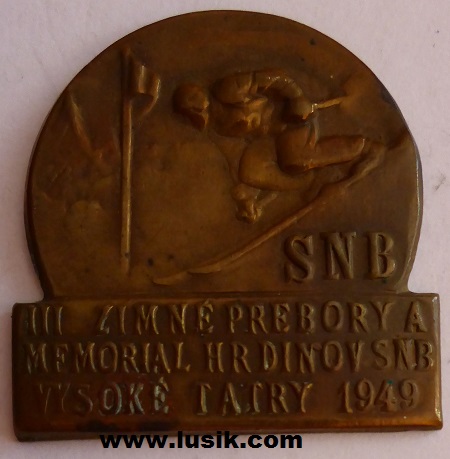 SNB
III ZIMNÉ PREBORY A
MEMORIAL HRDINOV SNB
VYSOKÉ TATRY 1949
www.lusik.com